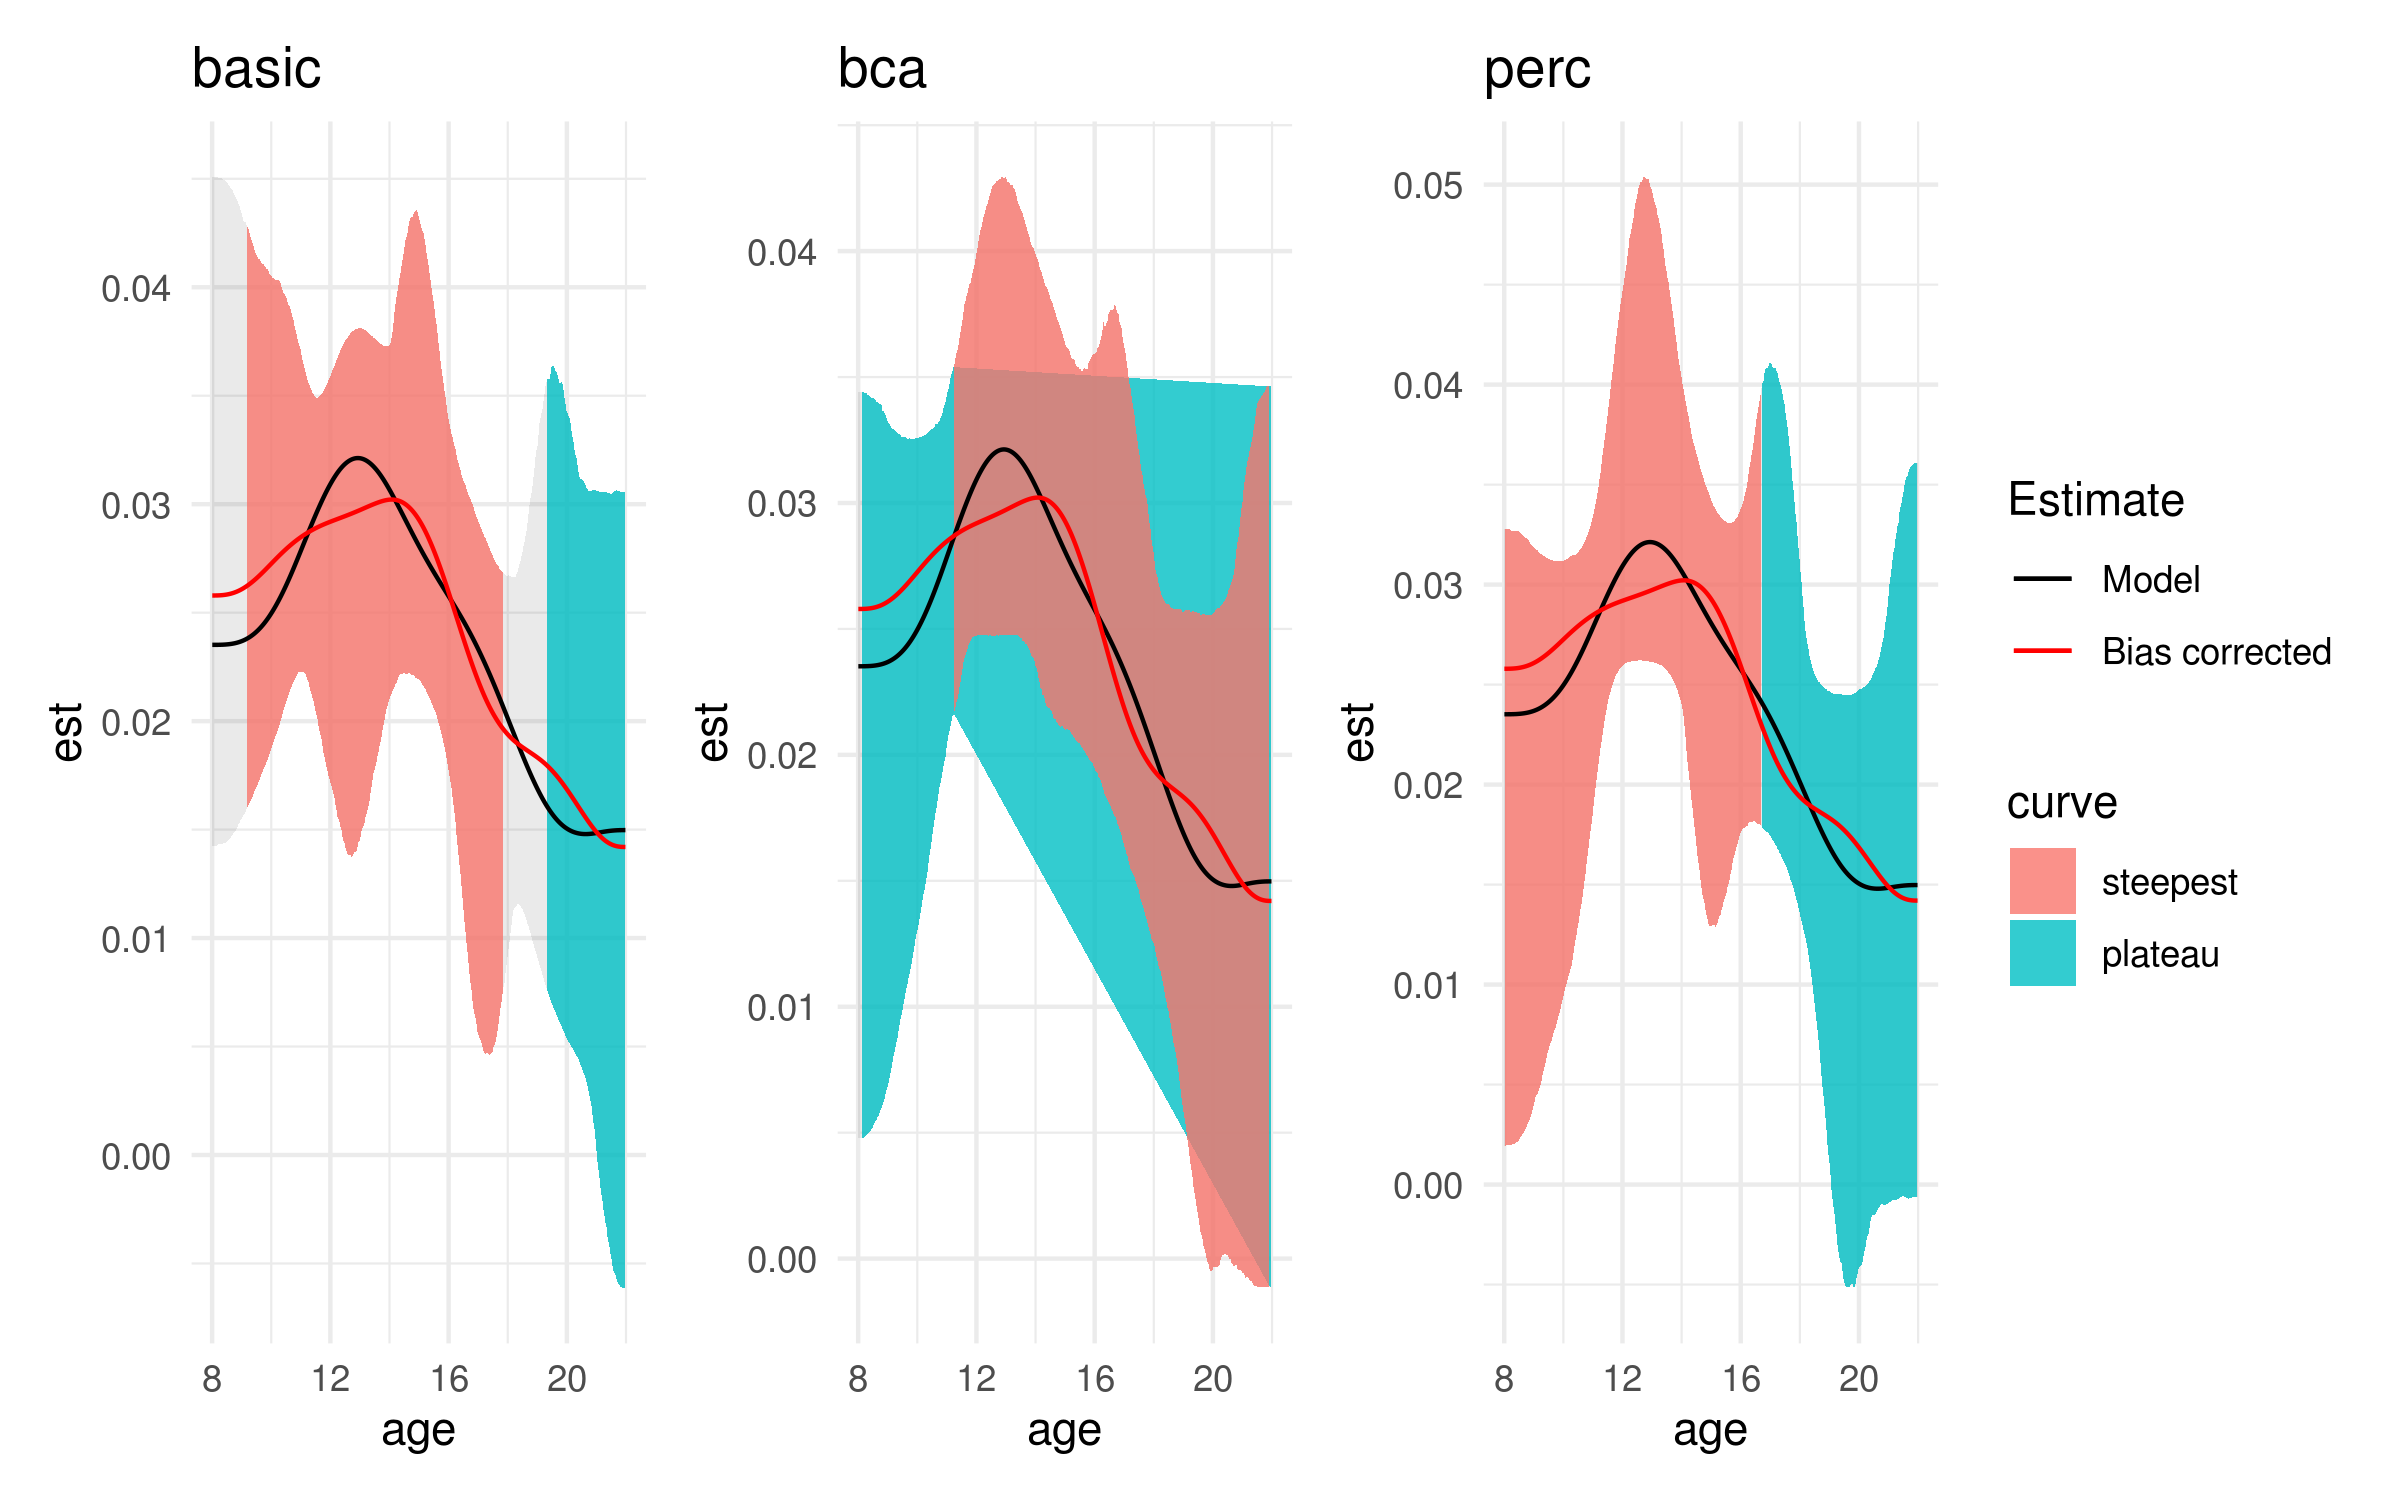 basic
bca
perc
0.04
0.03
0.02
0.01
0.00
est
8 12 16 20
age
0.04
0.03
0.02
0.01
0.00
est
8 12 16 20
age
0.05
0.04
0.03
0.02
0.01
0.00
est
8 12 16 20
age
Estimate
Model
Bias corrected
curve
steepest
plateau